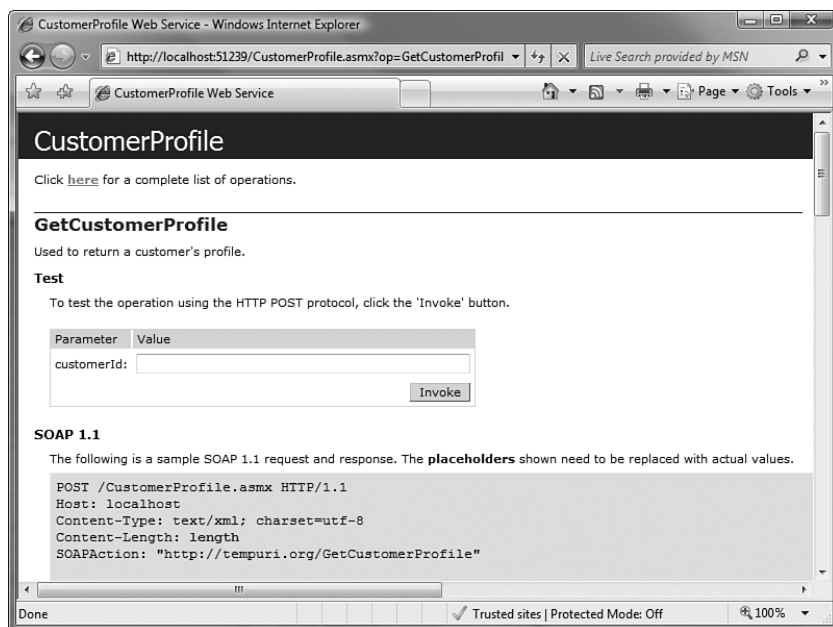 CustomerProfile Web Service - Windows Internet Explorer
http://localhost:51239/CustomerProfile.asmx?op=GetCustomerProfil
Live Search provided by MSN
CustomerProfile Web Service
Page
Tools
CustomerProfile
Click here for a complete list of operations.
GetCustomerProfile
Used to return a customer's profile.
Test
To test the operation using the HTTP POST protocol, click the 'Invoke' button.
Parameter Value
customerId:
Invoke
SOAP 1.1
The following is a sample SOAP 1.1 request and response. The placeholders shown need to be replaced with actual values.
POST /CustomerProfile.asmx HTTP/1.1
Host: localhost
Content-Type: text/xml; charset=utf-8
Content-Length: length
SOAPAction: "http://tempuri.org/GetCustomerProfile"
Done
Trusted sites | Protected Mode: Off
100%